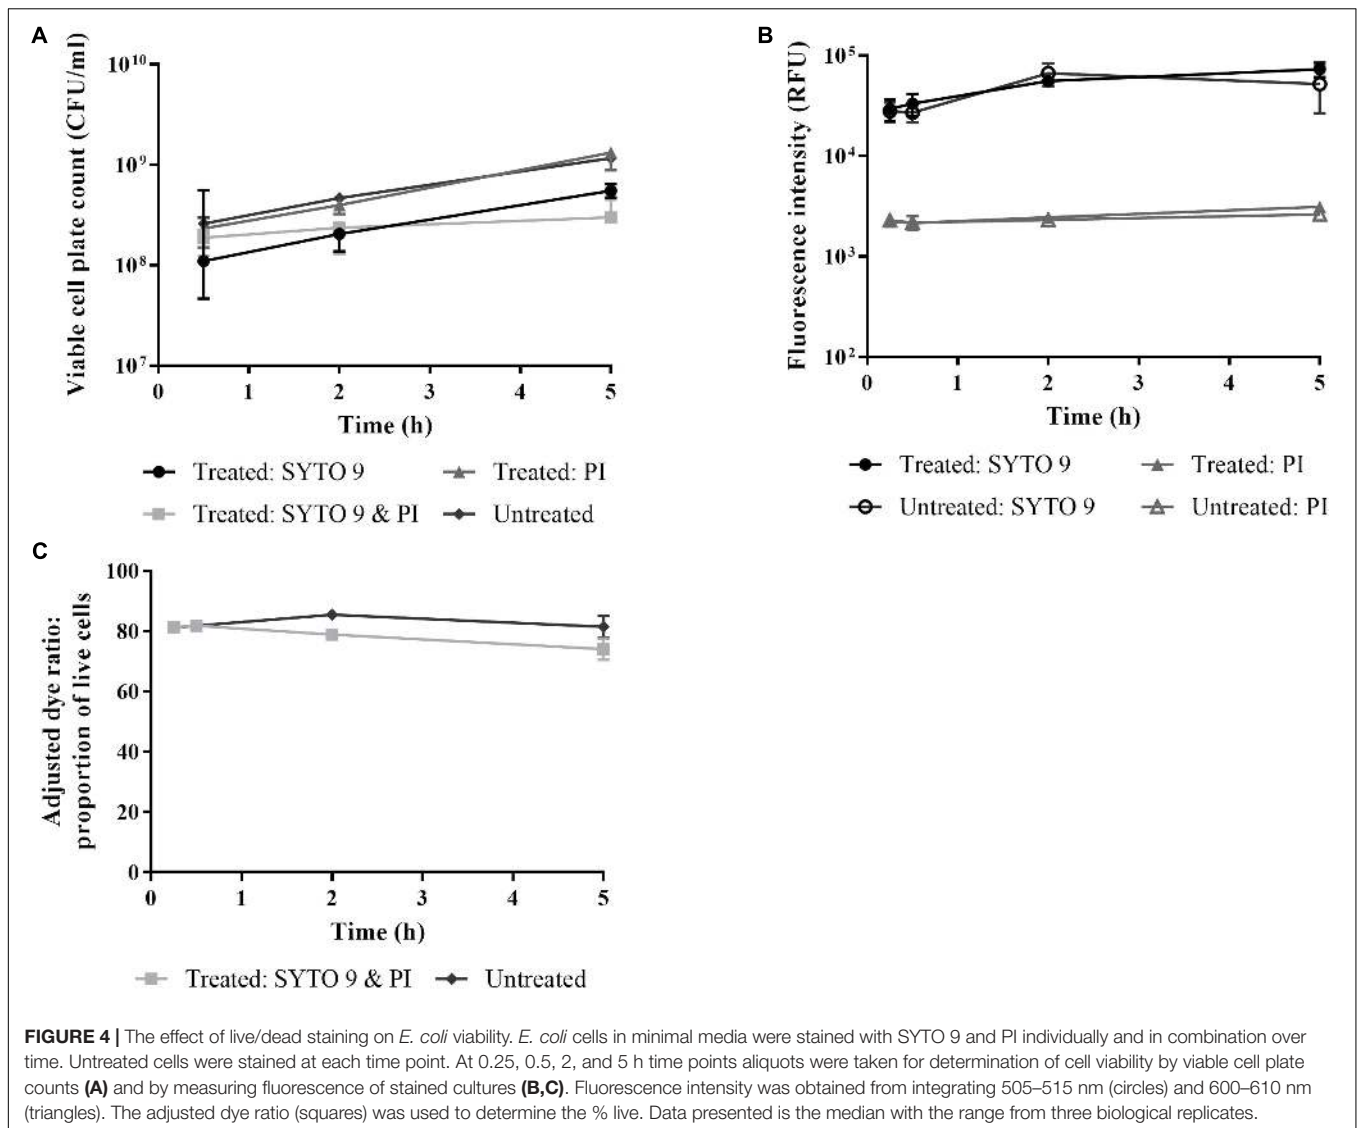 A
Viable cell plate count (CFU/ml)
10^10
10^9
10^8
10^7
0 1 2 3 4 5
Time (h)
Treated: SYTO 9 Treated: PI
Treated: SYTO 9 & PI Untreated
B
Fluorescence intensity (RFU)
10^5
10^4
10^3
10^2
0 1 2 3 4 5
Time (h)
Treated: SYTO 9 Treated: PI
Untreated: SYTO 9 Untreated: PI
C
Adjusted dye ratio:
proportion of live cells
100
80
60
40
20
0
0 1 2 3 4 5
Time (h)
Treated: SYTO 9 & PI Untreated
FIGURE 4 | The effect of live/dead staining on E. coli viability. E. coli cells in minimal media were stained with SYTO 9 and PI individually and in combination over
time. Untreated cells were stained at each time point. At 0.25, 0.5, 2, and 5 h time points aliquots were taken for determination of cell viability by viable cell plate
counts (A) and by measuring fluorescence of stained cultures (B,C). Fluorescence intensity was obtained from integrating 505–515 nm (circles) and 600–610 nm
(triangles). The adjusted dye ratio (squares) was used to determine the % live. Data presented is the median with the range from three biological replicates.